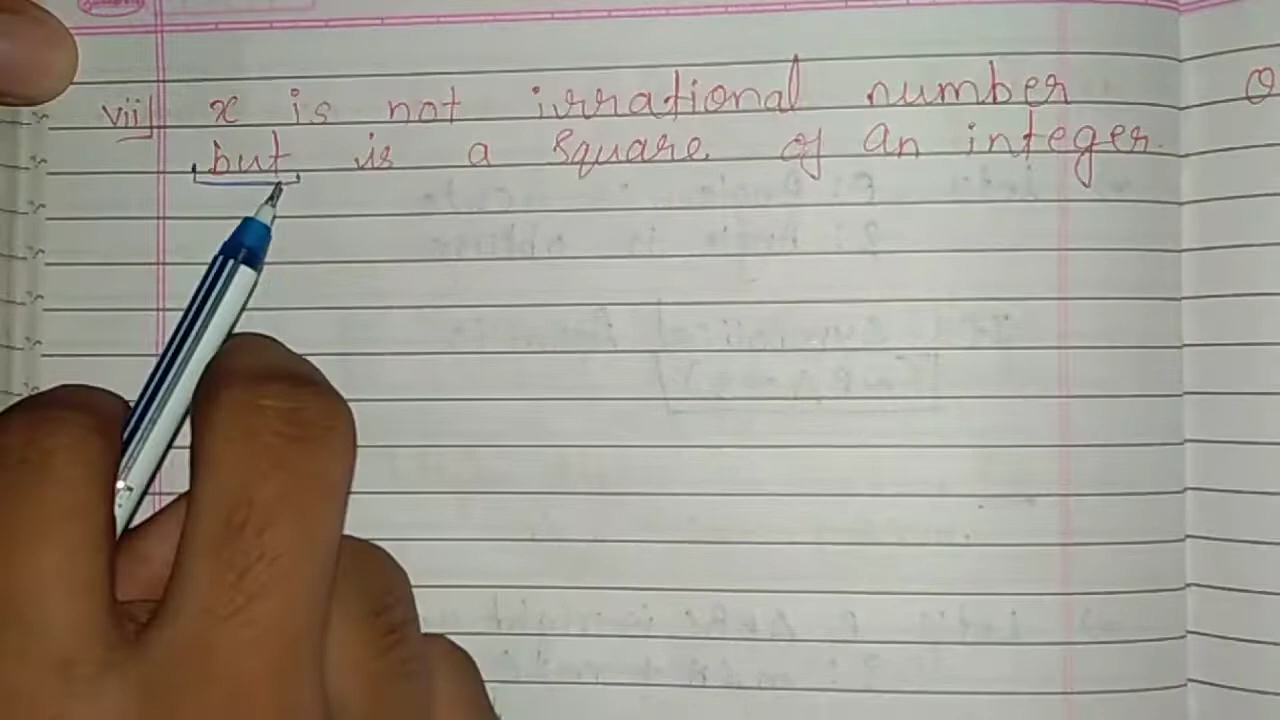 vii) x is not irrational number
but is a square of an integer.